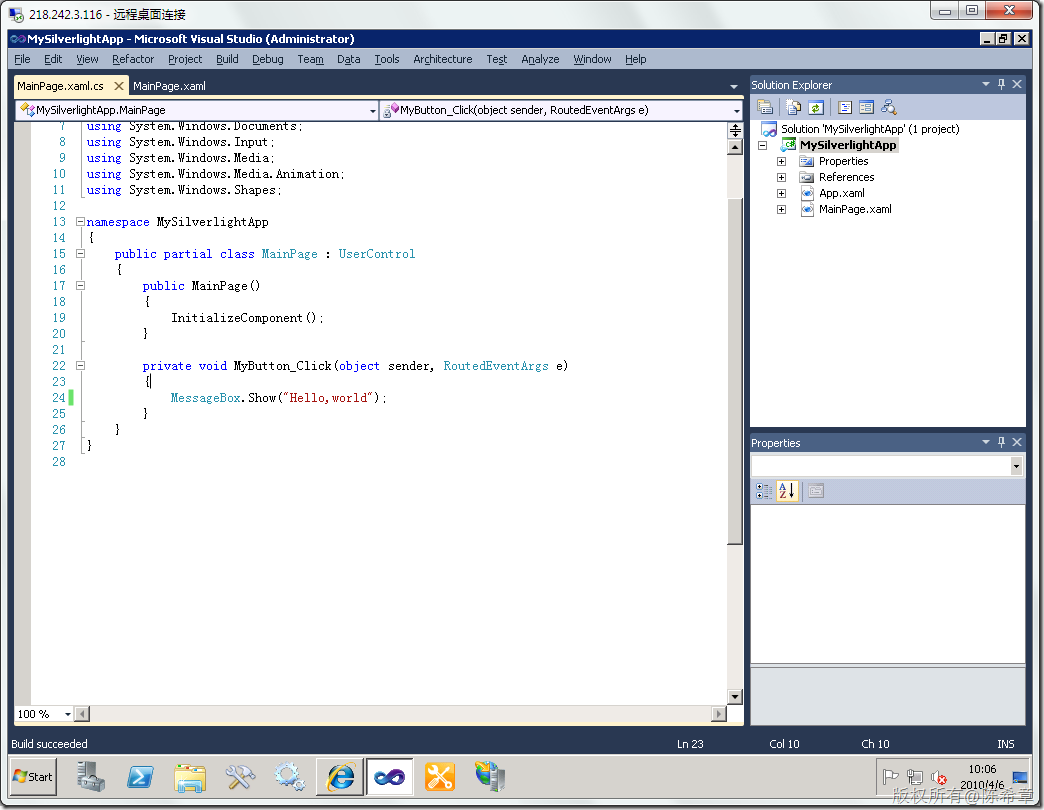 218.242.3.116 - 远程桌面连接
MySilverlightApp - Microsoft Visual Studio (Administrator)
File Edit View Refactor Project Build Debug Team Data Tools Architecture Test Analyze Window Help
MainPage.xaml.cs MainPage.xaml
MySilverlightApp.MainPage MyButton_Click(object sender, RoutedEventArgs e)
7 using System.Windows.Documents;
8 using System.Windows.Input;
9 using System.Windows.Media;
10 using System.Windows.Media.Animation;
11 using System.Windows.Shapes;
12
13 namespace MySilverlightApp
14 {
15 public partial class MainPage : UserControl
16 {
17 public MainPage()
18 {
19 InitializeComponent();
20 }
21
22 private void MyButton_Click(object sender, RoutedEventArgs e)
23 {
24 MessageBox.Show("Hello,world");
25 }
26 }
27 }
28
100 %
Solution Explorer
Solution 'MySilverlightApp' (1 project)
MySilverlightApp
Properties
References
App.xaml
MainPage.xaml
Properties
Build succeeded Ln 23 Col 10 Ch 10 INS
Start
10:06
2010/4/6
版权所有@陈希章